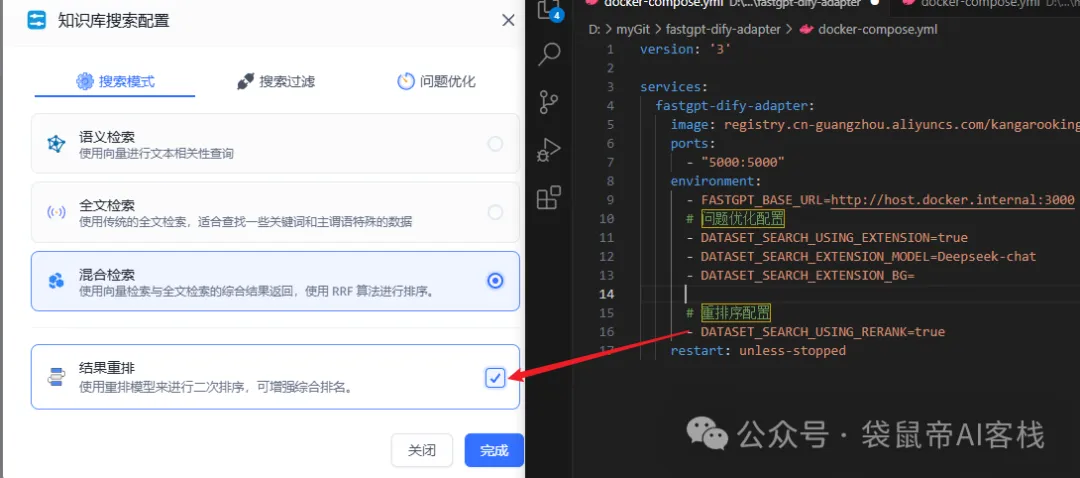 知识库搜索配置
搜索模式
搜索过滤
问题优化
语义检索
使用向量进行文本相关性查询
全文检索
使用传统的全文检索，适合查找一些关键词和主谓语特殊的数据
混合检索
使用向量检索与全文检索的综合结果返回，使用 RRF 算法进行排序。
结果重排
使用重排模型来进行二次排序，可增强综合排名。
关闭
完成
4
docker-compose.yml D:\...\fastgpt-dify-adapter
docker-compose.yml D:\...
D: > myGit > fastgpt-dify-adapter > docker-compose.yml
1 version: '3'
2
3 services:
4 fastgpt-dify-adapter:
5 image: registry.cn-guangzhou.aliyuncs.com/kangarooking
6 ports:
7 - "5000:5000"
8 environment:
9 - FASTGPT_BASE_URL=http://host.docker.internal:3000
10 # 问题优化配置
11 - DATASET_SEARCH_USING_EXTENSION=true
12 - DATASET_SEARCH_EXTENSION_MODEL=Deepseek-chat
13 - DATASET_SEARCH_EXTENSION_BG=
14
15 # 重排序配置
16 - DATASET_SEARCH_USING_RERANK=true
17 restart: unless-stopped
公众号 · 袋鼠帝AI客栈